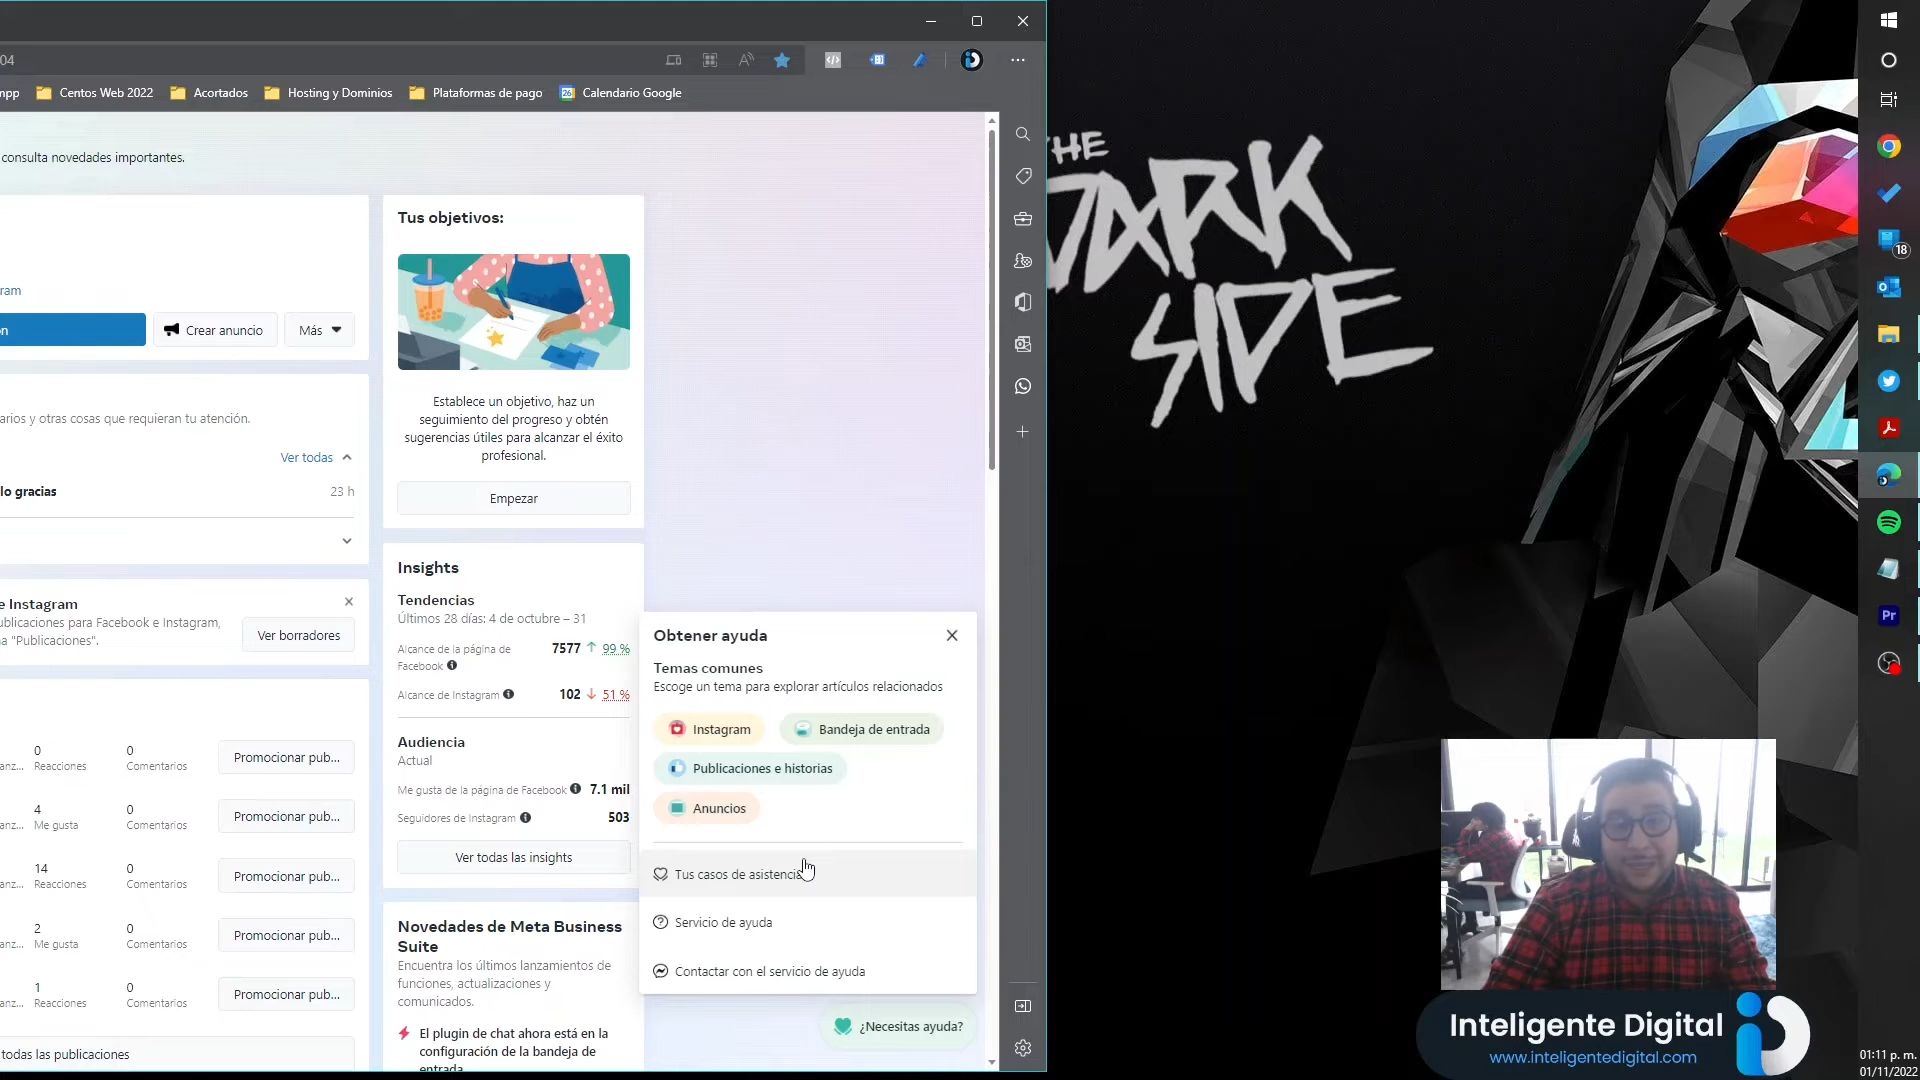 04
mpp
Centos Web 2022
Acortados
Hosting y Dominios
Plataformas de pago
26
Calendario Google
consulta novedades importantes.
ram
ón
Crear anuncio
Más
arios y otras cosas que requieran tu atención.
Ver todas
lo gracias
23 h
e Instagram
ublicaciones para Facebook e Instagram,
na "Publicaciones".
Ver borradores
0
Reacciones
0
Comentarios
Promocionar pub...
anz...
4
Me gusta
0
Comentarios
Promocionar pub...
anz...
14
Reacciones
0
Comentarios
Promocionar pub...
anz...
2
Me gusta
0
Comentarios
Promocionar pub...
anz...
1
Reacciones
0
Comentarios
Promocionar pub...
anz...
todas las publicaciones
Tus objetivos:
Establece un objetivo, haz un
seguimiento del progreso y obtén
sugerencias útiles para alcanzar el éxito
profesional.
Empezar
Insights
Tendencias
Últimos 28 días: 4 de octubre – 31
Alcance de la página de
Facebook
7577 ↑ 99 %
Alcance de Instagram
102 ↓ 51 %
Audiencia
Actual
Me gusta de la página de Facebook
7.1 mil
Seguidores de Instagram
503
Ver todas las insights
Novedades de Meta Business
Suite
Encuentra los últimos lanzamientos de
funciones, actualizaciones y
comunicados.
El plugin de chat ahora está en la
configuración de la bandeja de
entrada
Obtener ayuda
Temas comunes
Escoge un tema para explorar artículos relacionados
Instagram
Bandeja de entrada
Publicaciones e historias
Anuncios
Tus casos de asistencia
Servicio de ayuda
Contactar con el servicio de ayuda
¿Necesitas ayuda?
THE
DARK
SIDE
18
Pr
Inteligente Digital
www.inteligentedigital.com
01:11 p. m.
01/11/2022